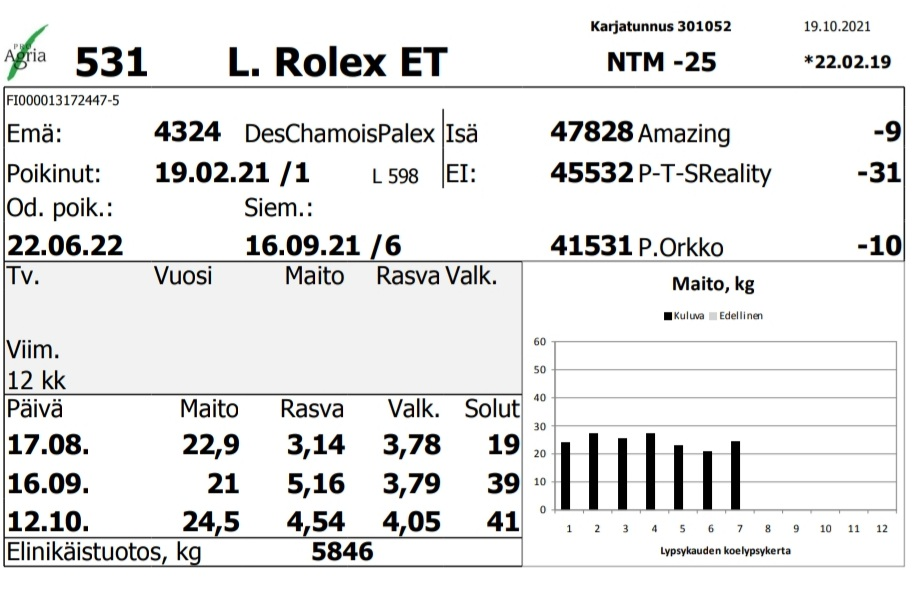 Karjatunnus 301052 19.10.2021
PRO
Agria 531 L. Rolex ET NTM -25 *22.02.19
FI000013172447-5
Emä: 4324 DesChamoisPalex Isä 47828 Amazing -9
Poikinut: 19.02.21 /1 L 598 EI: 45532 P-T-SReality -31
Od. poik.: Siem.:
22.06.22 16.09.21 /6 41531 P.Orkko -10
Tv. Vuosi Maito Rasva Valk.
Viim.
12 kk
Päivä Maito Rasva Valk. Solut
17.08. 22,9 3,14 3,78 19
16.09. 21 5,16 3,79 39
12.10. 24,5 4,54 4,05 41
Elinikäistuotos, kg 5846
Maito, kg
Kuluva Edellinen
60
50
40
30
20
10
0
1 2 3 4 5 6 7 8 9 10 11 12
Lypsykauden koelypsykerta